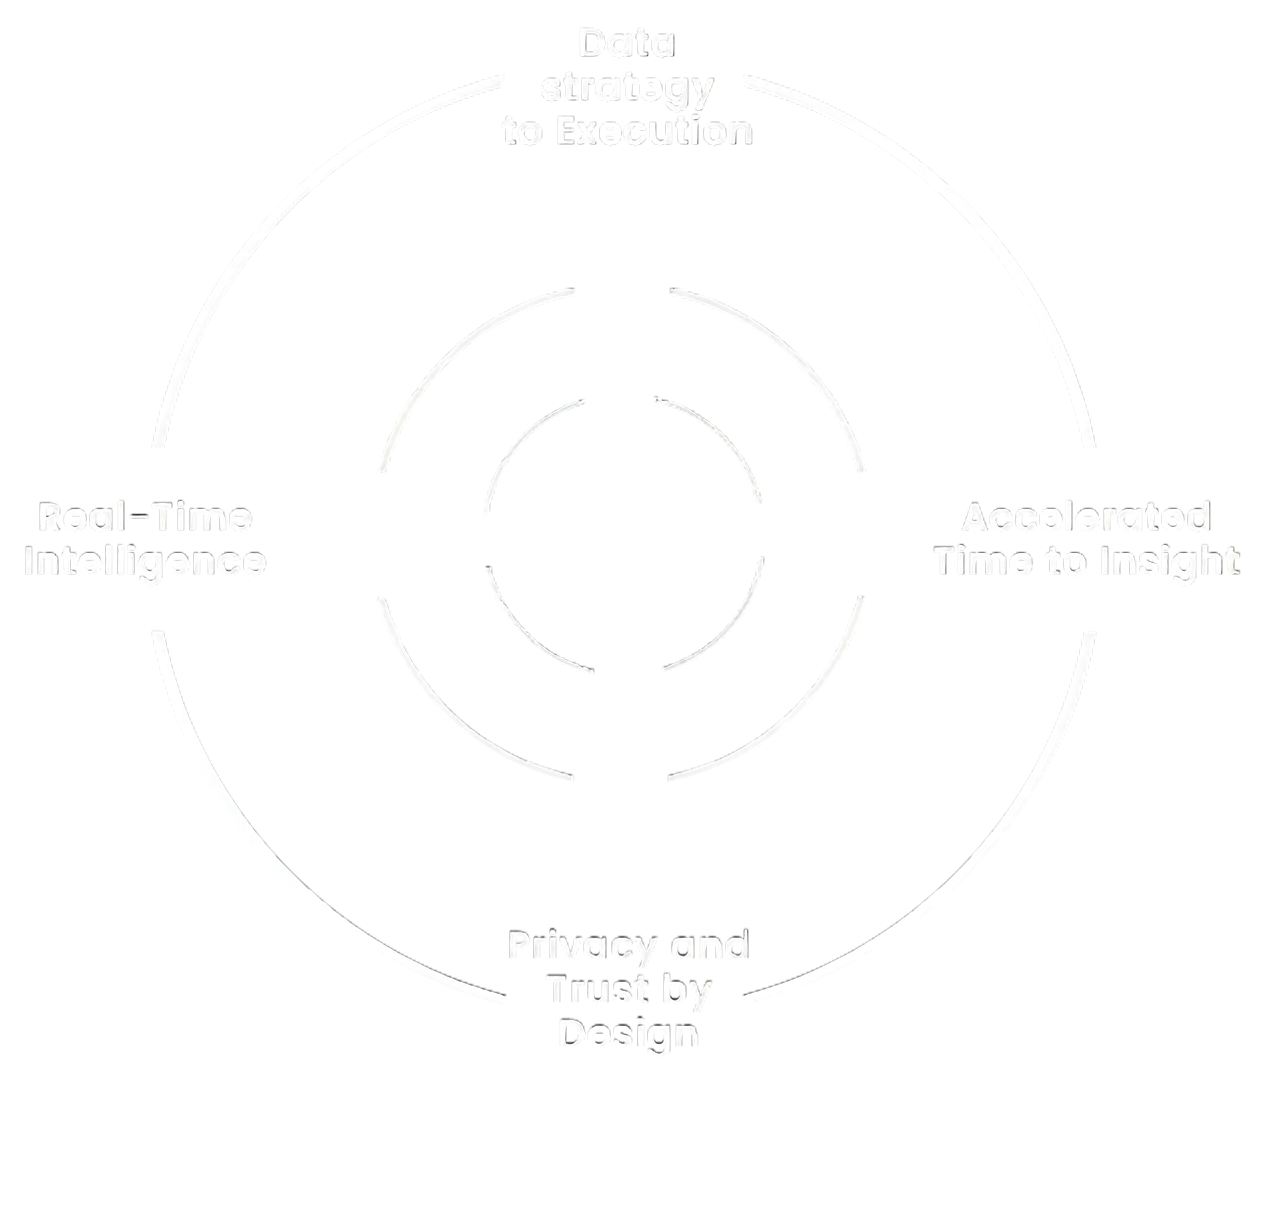 Data
strategy
to Execution
Real-Time
Intelligence
Accelerated
Time to Insight
Privacy and
Trust by
Design